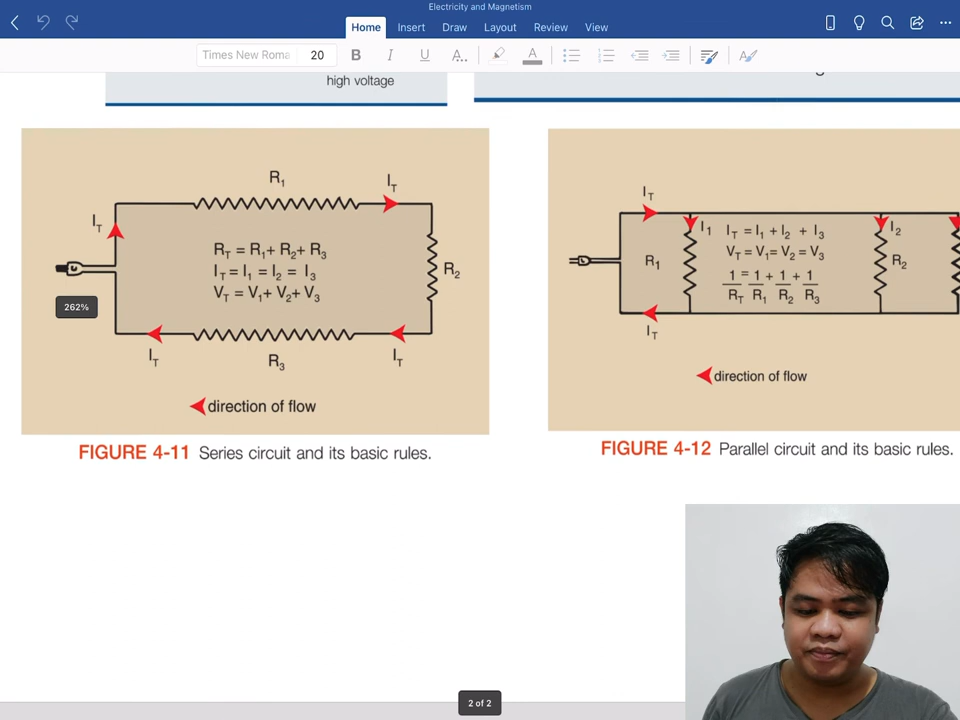 Electricity and Magnetism
Home Insert Draw Layout Review View
Times New Roma 20 B I U A... A
high voltage
R1
IT
IT
RT = R1+ R2+ R3
IT = I1 = I2 = I3
VT = V1+ V2+ V3
R2
262%
IT
R3
IT
direction of flow
FIGURE 4-11 Series circuit and its basic rules.
IT
I1
IT = I1 + I2 + I3
VT = V1= V2 = V3
1 = 1 + 1 + 1
RT R1 R2 R3
R1
I2
R2
IT
direction of flow
FIGURE 4-12 Parallel circuit and its basic rules.
2 of 2